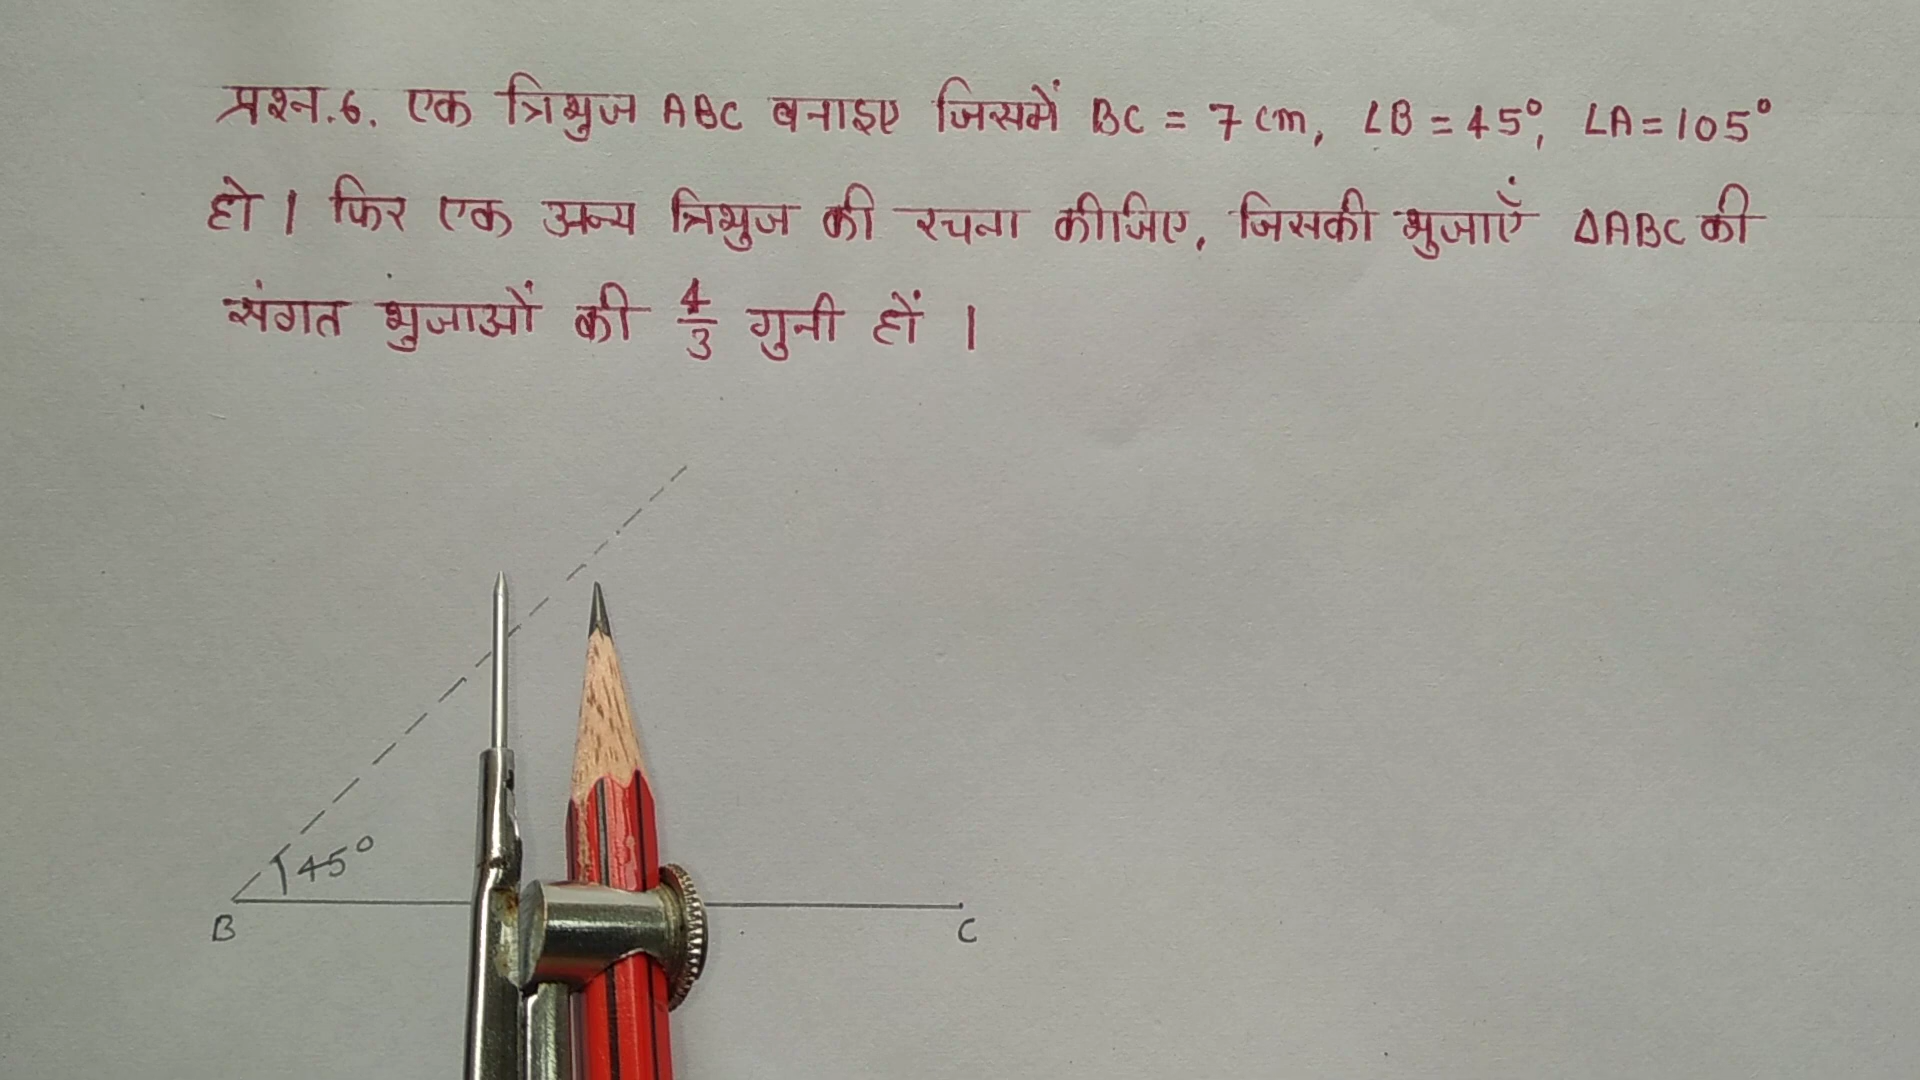 प्रश्न.6. एक त्रिभुज ABC बनाइए जिसमें BC = 7 cm, ∠B = 45°, ∠A = 105°
हो । फिर एक अन्य त्रिभुज की रचना कीजिए, जिसकी भुजाएँ ΔABC की
संगत भुजाओं की 4/3 गुनी हों ।
45°
B C